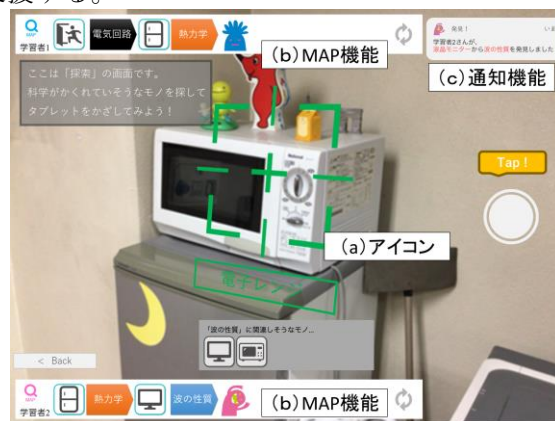 援する。
MAP
学習者1
電気回路
熱力学
(b)MAP機能
発見！
学習者2さんが、
液晶モニターから波の性質を発見しました
(c)通知機能
ここは「探索」の画面です。
科学がかくれていそうなモノを探して
タブレットをかざしてみよう！
Tap !
National
(a)アイコン
電子レンジ
「波の性質」に関連しそうなモノ...
< Back
MAP
学習者2
熱力学
波の性質
(b)MAP機能